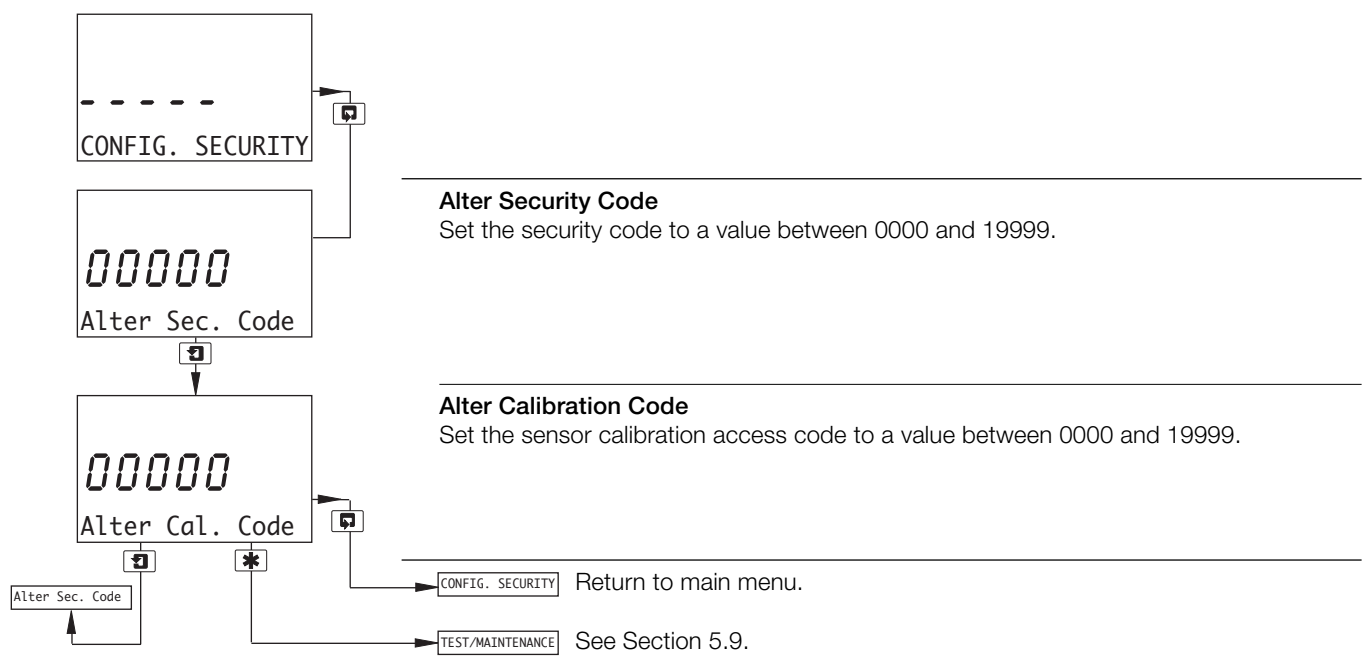 - - - - -
CONFIG. SECURITY
Alter Security Code
Set the security code to a value between 0000 and 19999.
00000
Alter Sec. Code
Alter Calibration Code
Set the sensor calibration access code to a value between 0000 and 19999.
00000
Alter Cal. Code
CONFIG. SECURITY Return to main menu.
Alter Sec. Code
TEST/MAINTENANCE See Section 5.9.